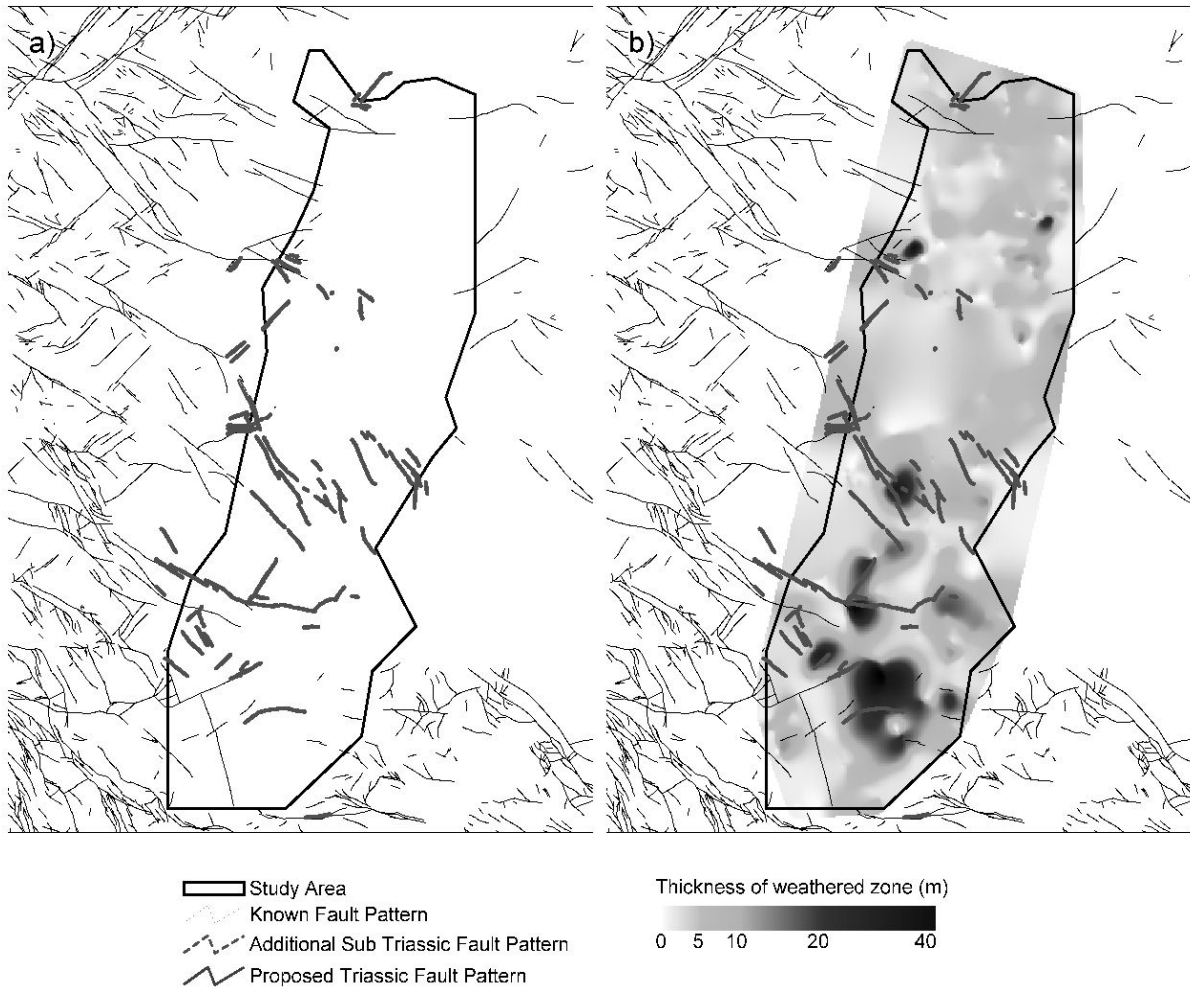 a)
b)
Study Area
Known Fault Pattern
Additional Sub Triassic Fault Pattern
Proposed Triassic Fault Pattern
Thickness of weathered zone (m)
0 5 10 20 40